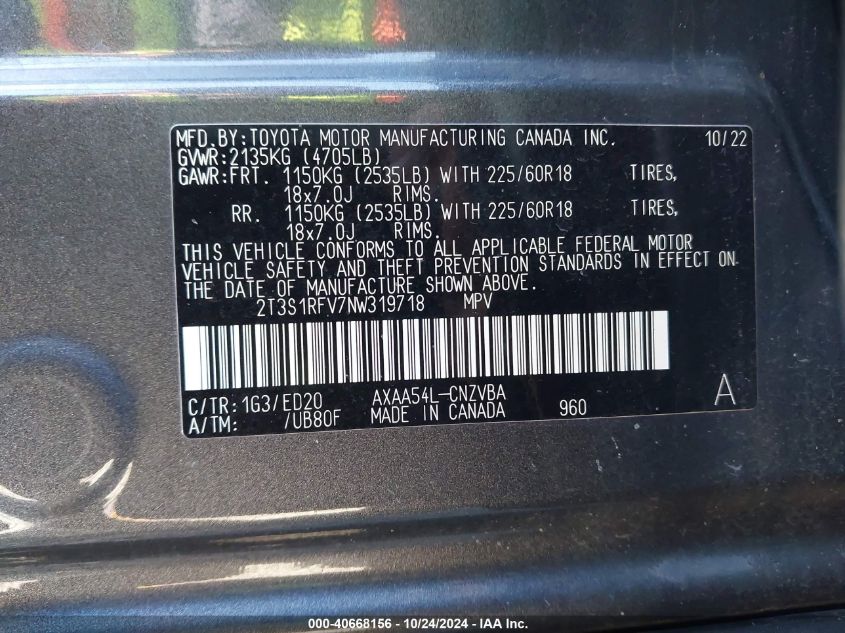 MFD. BY: TOYOTA MOTOR MANUFACTURING CANADA INC. 10/22
GVWR: 2135KG (4705LB)
GAWR: FRT. 1150KG (2535LB) WITH 225/60R18 TIRES,
18x7.0J RIMS.
RR. 1150KG (2535LB) WITH 225/60R18 TIRES,
18x7.0J RIMS.
THIS VEHICLE CONFORMS TO ALL APPLICABLE FEDERAL MOTOR
VEHICLE SAFETY AND THEFT PREVENTION STANDARDS IN EFFECT ON
THE DATE OF MANUFACTURE SHOWN ABOVE.
2T3S1RFV7NW319718 MPV
C/TR: 1G3/ED20 AXAA54L-CNZVBA A
A/TM: /UB80F MADE IN CANADA 960
000-40668156 - 10/24/2024 - IAA Inc.